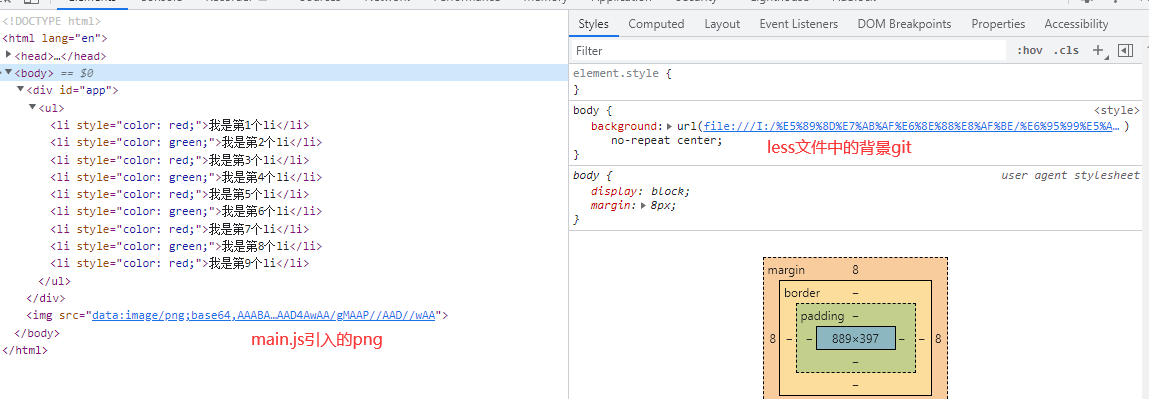 Elements
Console
Sources
Network
Performance
Memory
Application
Security
Lighthouse
<!DOCTYPE html>
<html lang="en">
<head>…</head>
<body> == $0
<div id="app">
<ul>
<li style="color: red;">我是第1个li</li>
<li style="color: green;">我是第2个li</li>
<li style="color: red;">我是第3个li</li>
<li style="color: green;">我是第4个li</li>
<li style="color: red;">我是第5个li</li>
<li style="color: green;">我是第6个li</li>
<li style="color: red;">我是第7个li</li>
<li style="color: green;">我是第8个li</li>
<li style="color: red;">我是第9个li</li>
</ul>
</div>
<img src="data:image/png;base64,AAABA…AAD4AwAA/gMAAP//AAD//wAA">
</body>
main.js引入的png
</html>
Styles Computed Layout Event Listeners DOM Breakpoints Properties Accessibility
Filter :hov .cls +
element.style {
}
body { <style>
background: url(file:///I:/%E5%89%8D%E7%AB%AF%E6%8E%88%E8%AF%BE/%E6%95%99%E5%A… )
no-repeat center;
less文件中的背景git
}
body { user agent stylesheet
display: block;
margin: 8px;
}
margin 8
border –
padding –
8 – – 889×397 – – 8
–
–